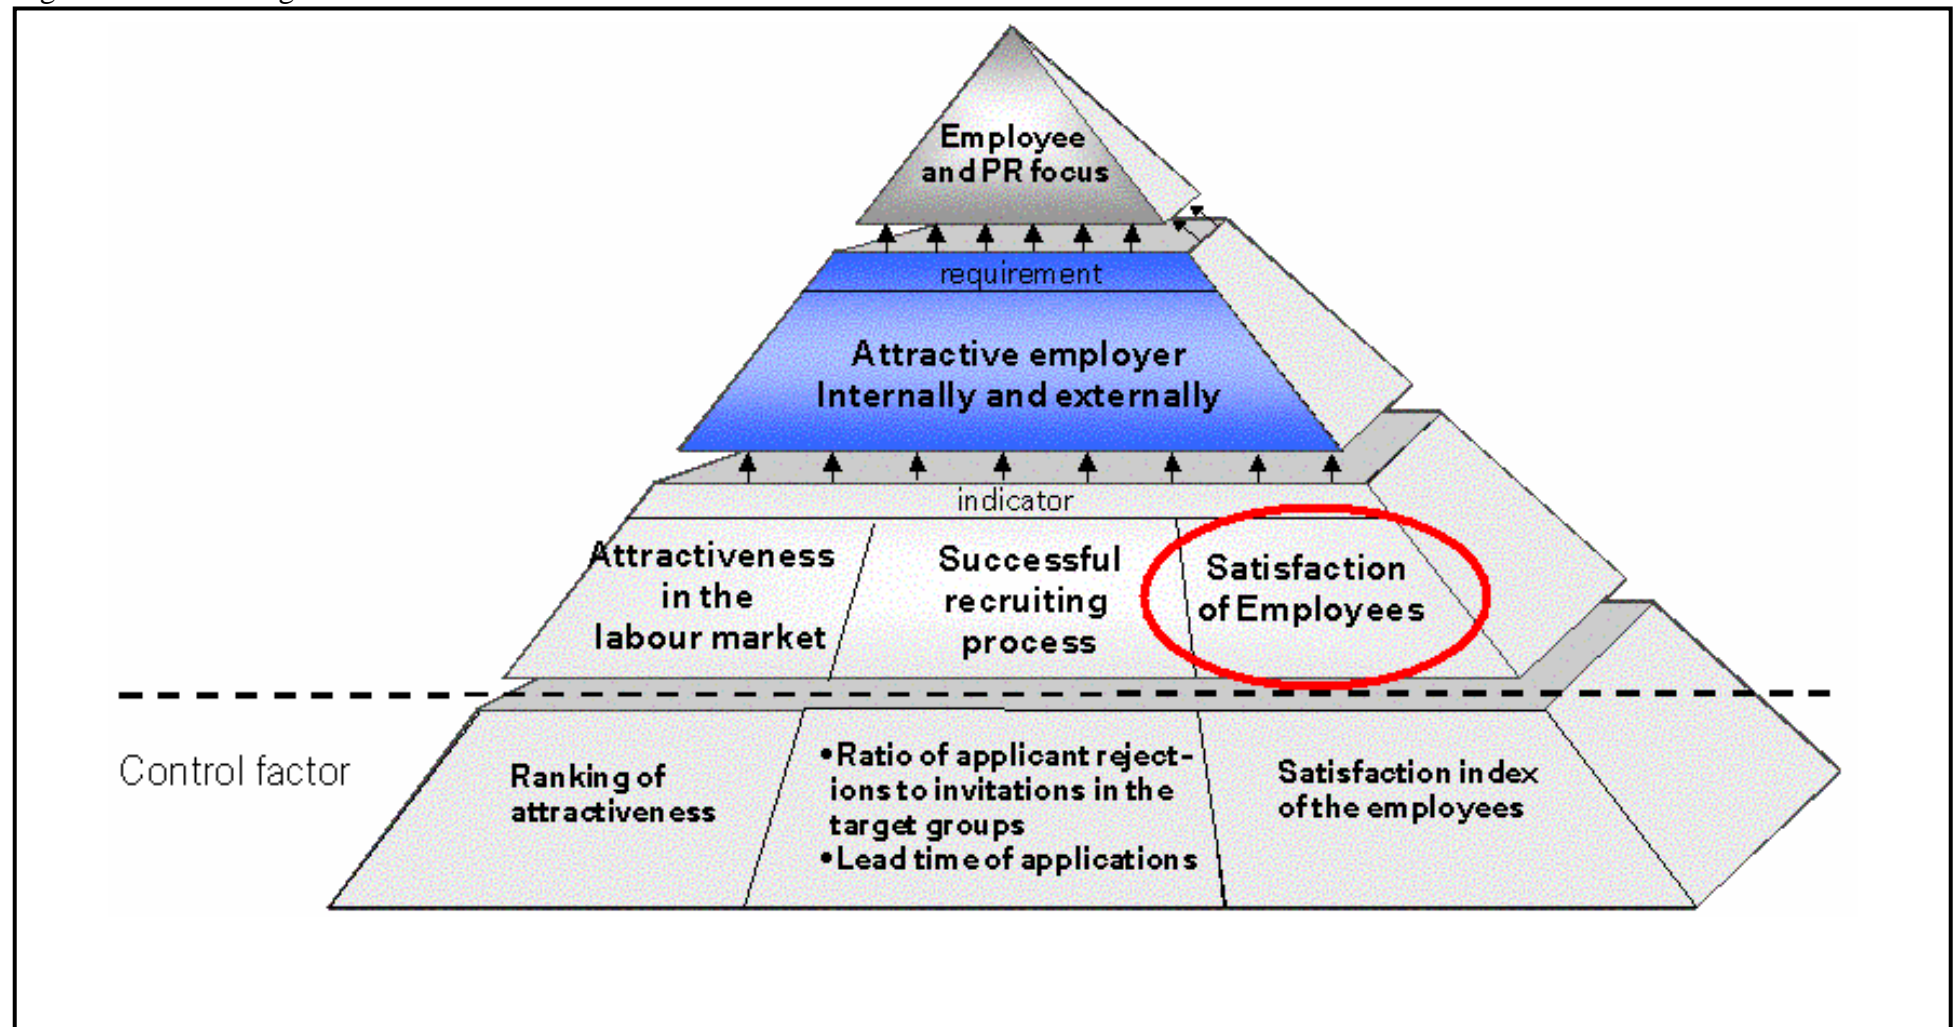 Employee
and PR focus
requirement
Attractive employer
Internally and externally
indicator
Attractiveness
in the
labour market
Successful
recruiting
process
Satisfaction
of Employees
Control factor
Ranking of
attractiveness
•Ratio of applicant reject-
ions to invitations in the
target groups
•Lead time of applications
Satisfaction index
of the employees